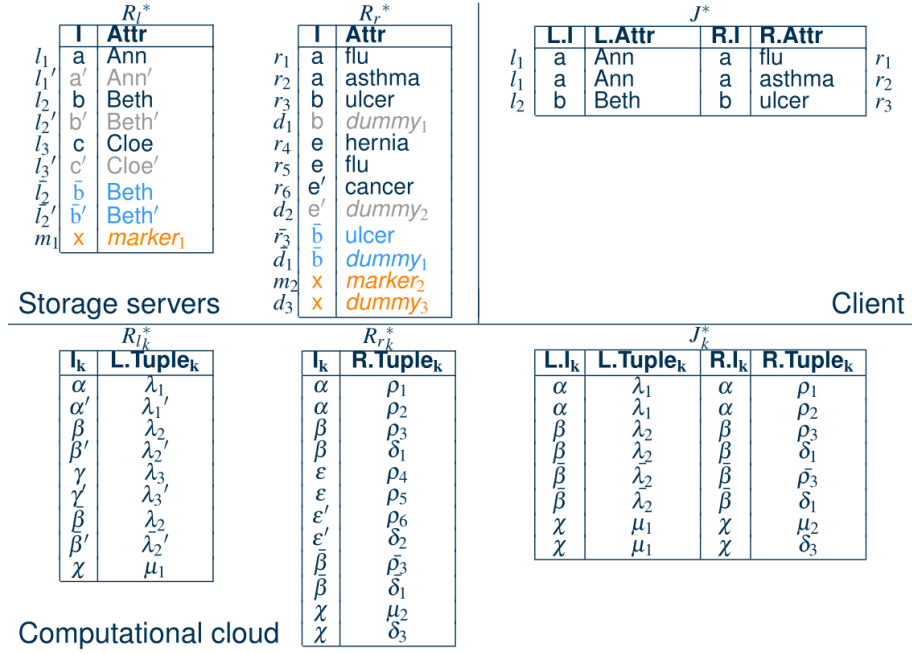 Rₗ*
I Attr
l₁ a Ann
l₁′ a′ Ann′
l₂ b Beth
l₂′ b′ Beth′
l₃ c Cloe
l₃′ c′ Cloe′
l̄₂ b̄ Beth
l̄₂′ b̄′ Beth′
m₁ x marker₁
Storage servers
Rᵣ*
I Attr
r₁ a flu
r₂ a asthma
r₃ b ulcer
d₁ b dummy₁
r₄ e hernia
r₅ e flu
r₆ e′ cancer
d₂ e′ dummy₂
r̄₃ b̄ ulcer
d̄₁ b̄ dummy₁
m₂ x marker₂
d₃ x dummy₃
J*
L.I L.Attr R.I R.Attr
l₁ a Ann a flu r₁
l₁ a Ann a asthma r₂
l₂ b Beth b ulcer r₃
Client
Rₗₖ*
Iₖ L.Tupleₖ
α λ₁
α′ λ₁′
β λ₂
β′ λ₂′
γ λ₃
γ′ λ₃′
β̄ λ̄₂
β̄′ λ̄₂′
χ μ₁
Computational cloud
Rᵣₖ*
Iₖ R.Tupleₖ
α ρ₁
α ρ₂
β ρ₃
β δ₁
ε ρ₄
ε ρ₅
ε′ ρ₆
ε′ δ₂
β̄ ρ̄₃
β̄ δ̄₁
χ μ₂
χ δ₃
Jₖ*
L.Iₖ L.Tupleₖ R.Iₖ R.Tupleₖ
α λ₁ α ρ₁
α λ₁ α ρ₂
β λ₂ β ρ₃
β λ₂ β δ₁
β̄ λ̄₂ β̄ ρ̄₃
β̄ λ̄₂ β̄ δ̄₁
χ μ₁ χ μ₂
χ μ₁ χ δ₃